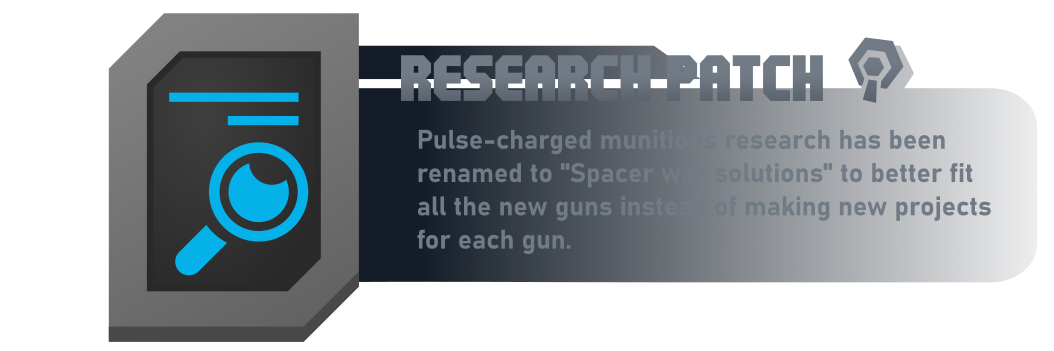 RESEARCH PATCH
Pulse-charged munitions research has been
renamed to "Spacer war solutions" to better fit
all the new guns instead of making new projects
for each gun.